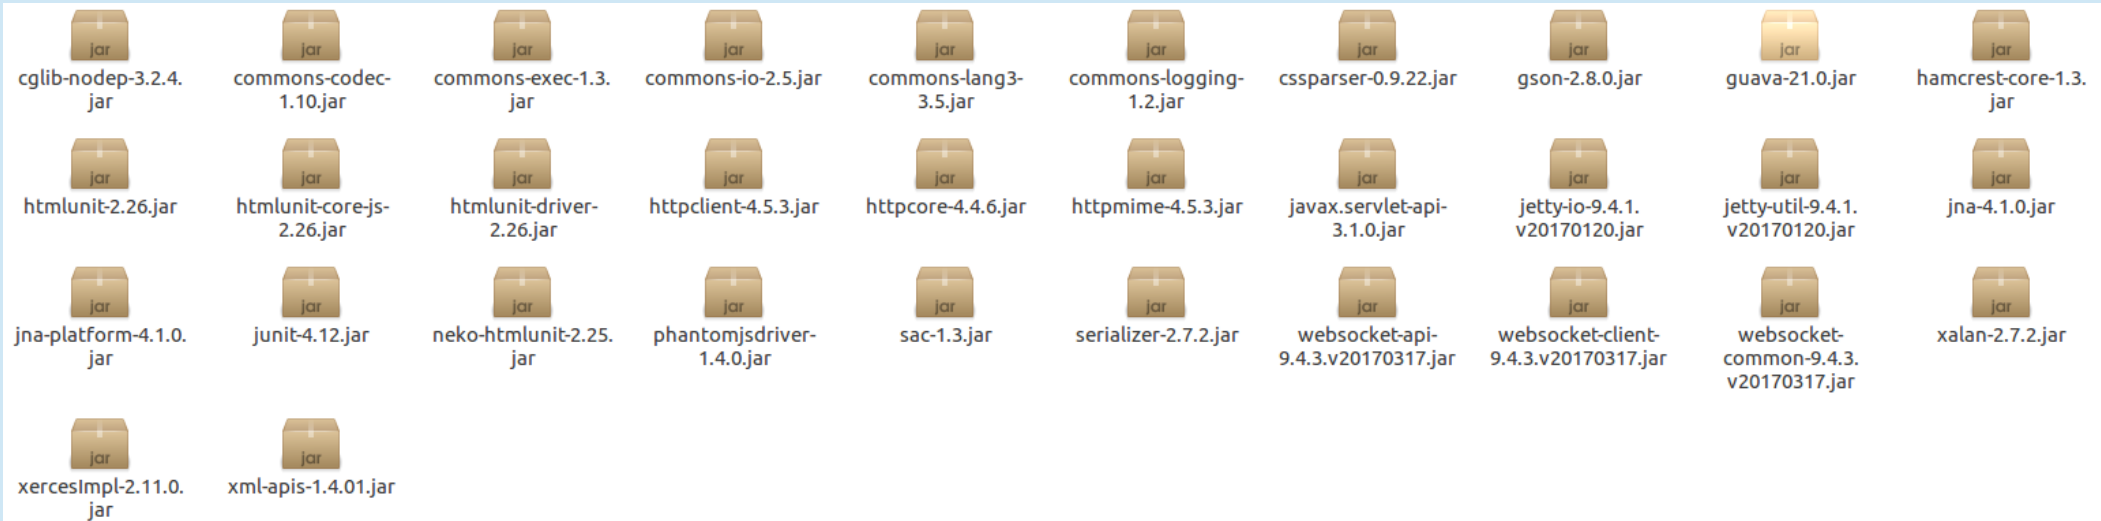 jar jar jar jar jar jar jar jar jar jar
cglib-nodep-3.2.4. commons-codec- commons-exec-1.3. commons-io-2.5.jar commons-lang3- commons-logging- cssparser-0.9.22.jar gson-2.8.0.jar guava-21.0.jar hamcrest-core-1.3.
jar 1.10.jar jar 3.5.jar 1.2.jar jar
jar jar jar jar jar jar jar jar jar jar
htmlunit-2.26.jar htmlunit-core-js- htmlunit-driver- httpclient-4.5.3.jar httpcore-4.4.6.jar httpmime-4.5.3.jar javax.servlet-api- jetty-io-9.4.1. jetty-util-9.4.1. jna-4.1.0.jar
2.26.jar 2.26.jar 3.1.0.jar v20170120.jar v20170120.jar
jar jar jar jar jar jar jar jar jar jar
jna-platform-4.1.0. junit-4.12.jar neko-htmlunit-2.25. phantomjsdriver- sac-1.3.jar serializer-2.7.2.jar websocket-api- websocket-client- websocket- xalan-2.7.2.jar
jar jar 1.4.0.jar 9.4.3.v20170317.jar 9.4.3.v20170317.jar common-9.4.3.
v20170317.jar
jar jar
xercesImpl-2.11.0. xml-apis-1.4.01.jar
jar